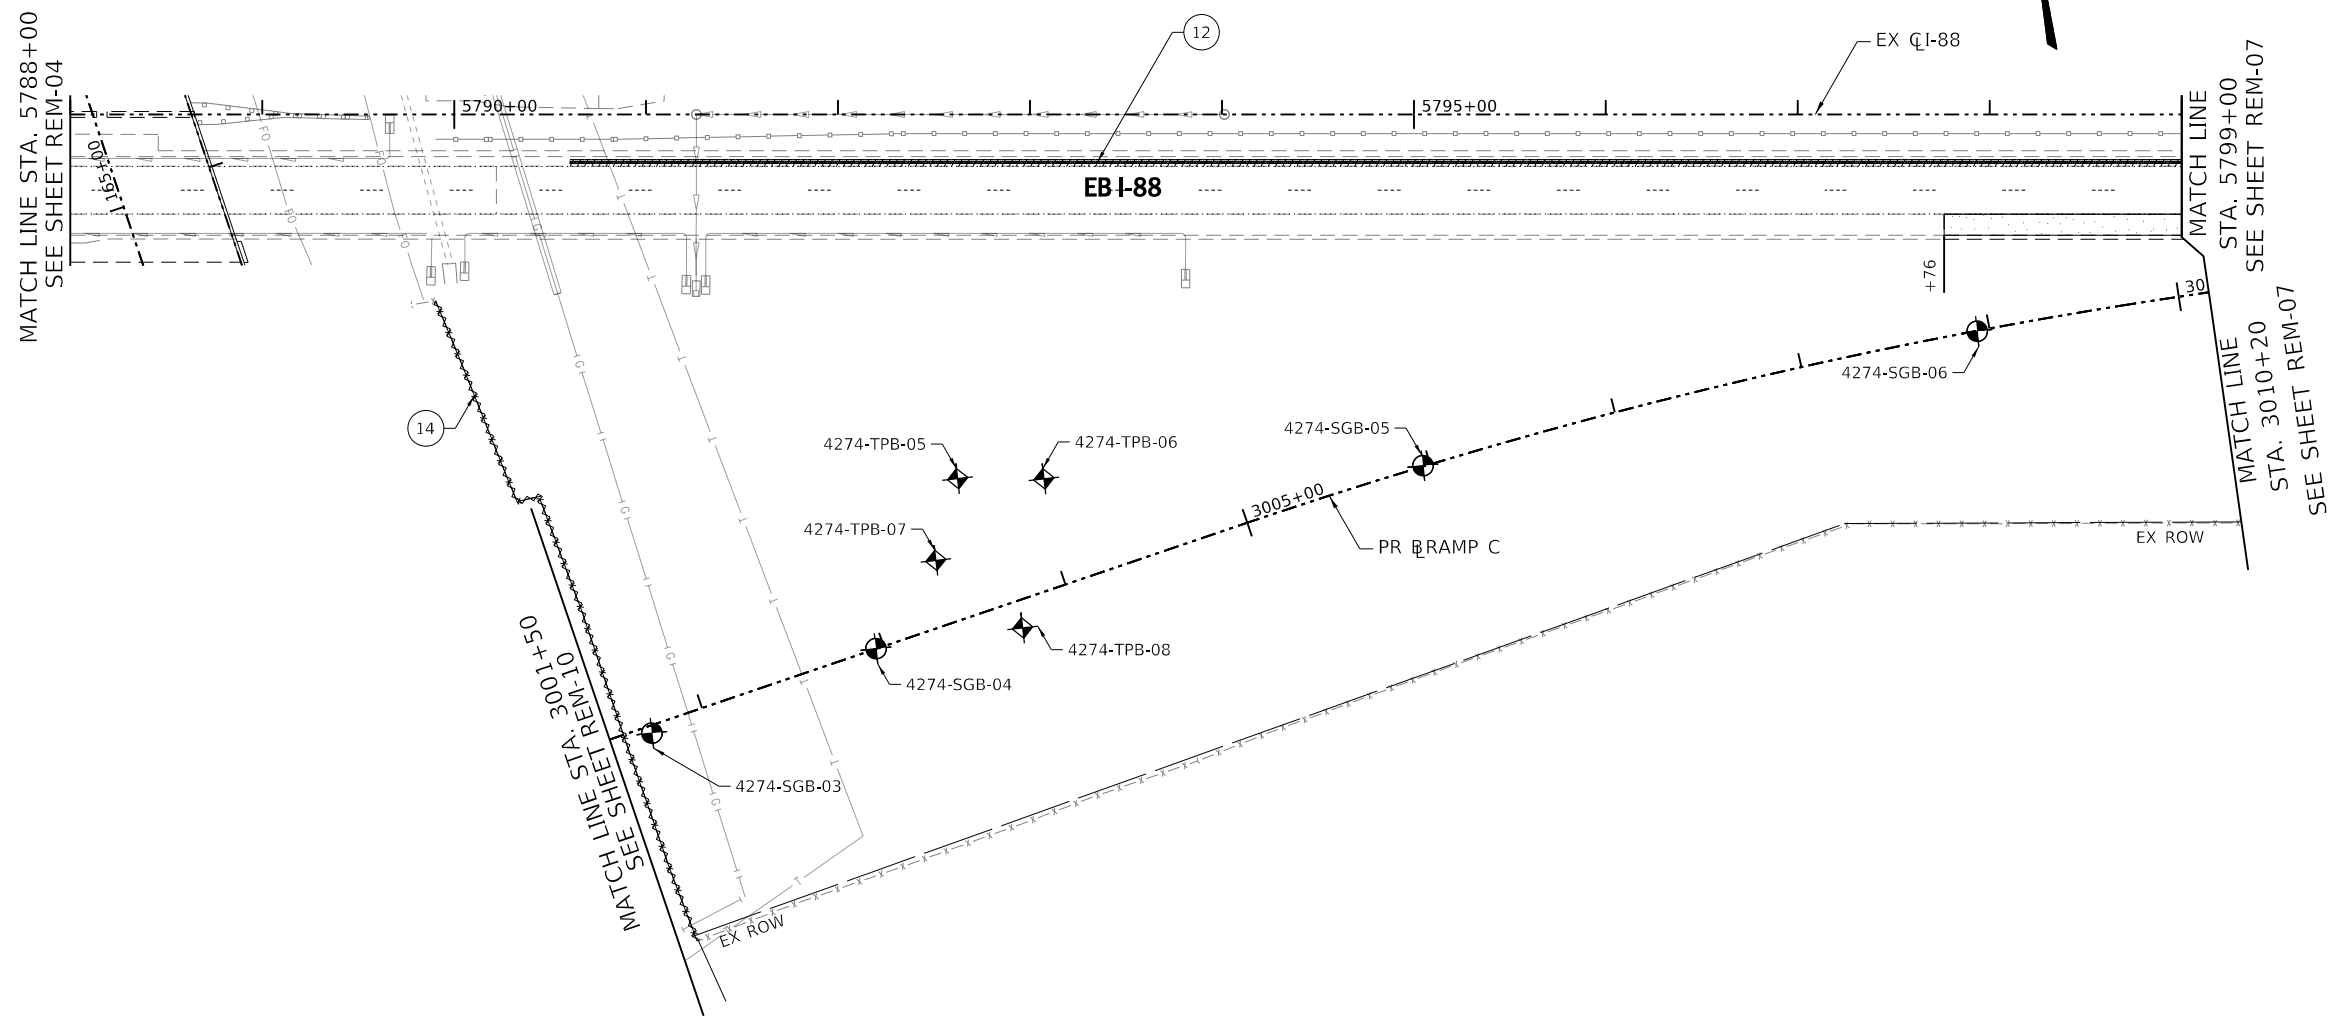 MATCH LINE STA. 5788+00
SEE SHEET REM-04
165+00
5790+00
12
5795+00
EX ℄ I-88
MATCH LINE
STA. 5799+00
SEE SHEET REM-07
EB I-88
FO
FO
FO
FO
G
+76
30
MATCH LINE
STA. 3010+20
SEE SHEET REM-07
14
G
G
G
G
4274-SGB-06
4274-SGB-05
4274-TPB-05
4274-TPB-06
4274-TPB-07
3005+00
PR ⅊ RAMP C
EX ROW
4274-TPB-08
4274-SGB-04
4274-SGB-03
MATCH LINE STA. 3001+50
SEE SHEET REM-10
EX ROW